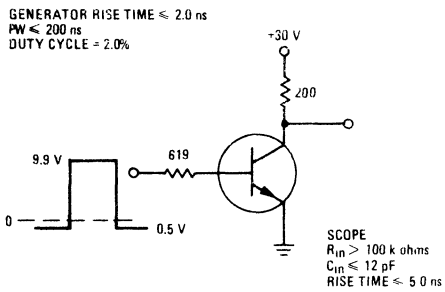 GENERATOR RISE TIME ≤ 2.0 ns
PW ≤ 200 ns
DUTY CYCLE = 2.0%
+30 V
200
619
9.9 V
0
0.5 V
SCOPE
Rin > 100 k ohms
Cin ≤ 12 pF
RISE TIME ≤ 5.0 ns